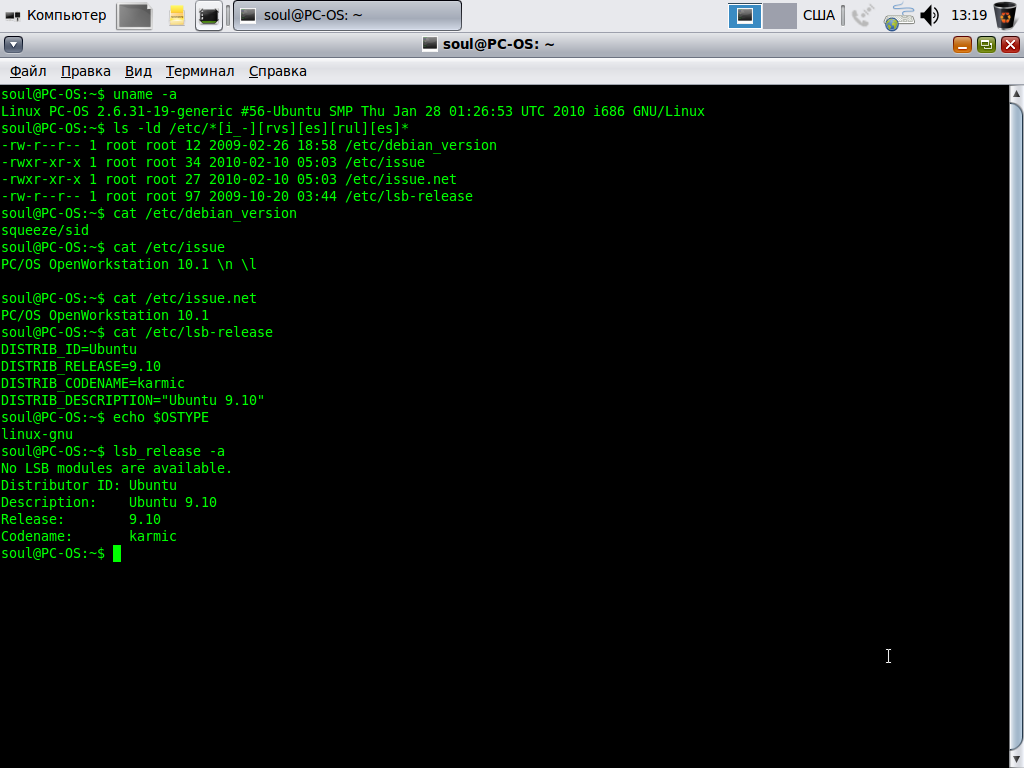 Компьютер
soul@PC-OS: ~
США
13:19
soul@PC-OS: ~
Файл Правка Вид Терминал Справка
soul@PC-OS:~$ uname -a
Linux PC-OS 2.6.31-19-generic #56-Ubuntu SMP Thu Jan 28 01:26:53 UTC 2010 i686 GNU/Linux
soul@PC-OS:~$ ls -ld /etc/*[i_-][rvs][es][rul][es]*
-rw-r--r-- 1 root root 12 2009-02-26 18:58 /etc/debian_version
-rwxr-xr-x 1 root root 34 2010-02-10 05:03 /etc/issue
-rwxr-xr-x 1 root root 27 2010-02-10 05:03 /etc/issue.net
-rw-r--r-- 1 root root 97 2009-10-20 03:44 /etc/lsb-release
soul@PC-OS:~$ cat /etc/debian_version
squeeze/sid
soul@PC-OS:~$ cat /etc/issue
PC/OS OpenWorkstation 10.1 \n \l
soul@PC-OS:~$ cat /etc/issue.net
PC/OS OpenWorkstation 10.1
soul@PC-OS:~$ cat /etc/lsb-release
DISTRIB_ID=Ubuntu
DISTRIB_RELEASE=9.10
DISTRIB_CODENAME=karmic
DISTRIB_DESCRIPTION="Ubuntu 9.10"
soul@PC-OS:~$ echo $OSTYPE
linux-gnu
soul@PC-OS:~$ lsb_release -a
No LSB modules are available.
Distributor ID: Ubuntu
Description:    Ubuntu 9.10
Release:        9.10
Codename:       karmic
soul@PC-OS:~$